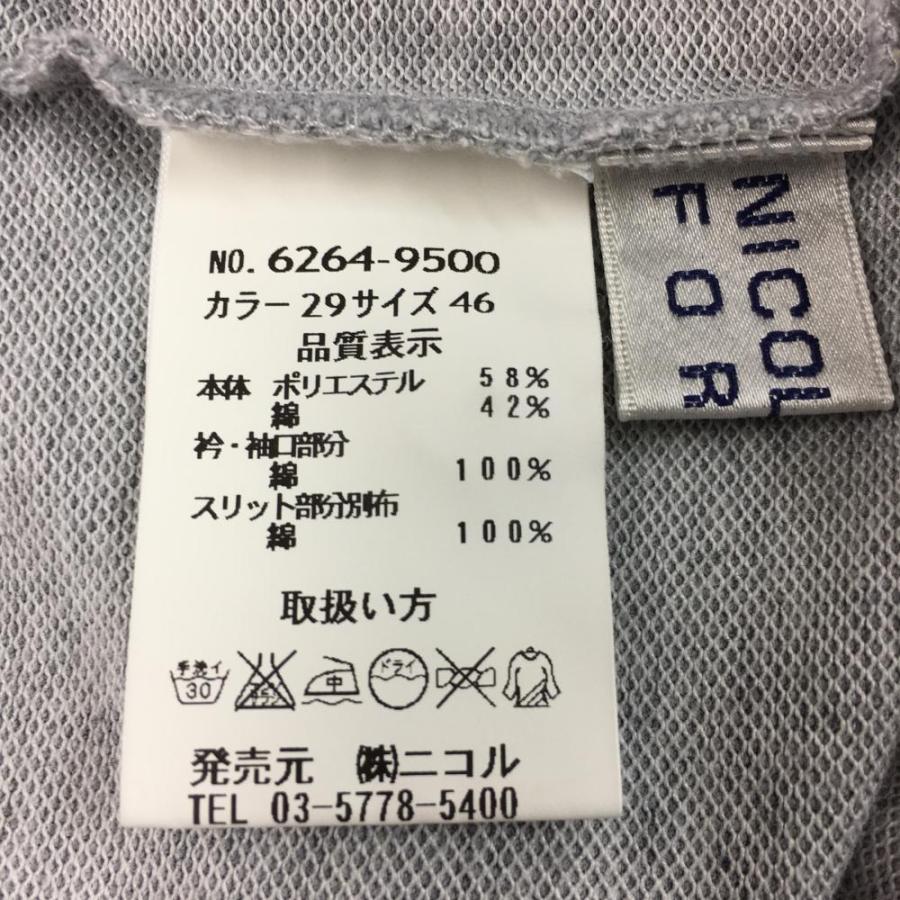 NO. 6264-9500
カラー 29 サイズ 46
品質表示
本体 ポリエステル 58%
綿 42%
衿・袖口部分
綿 100%
スリット部分別布
綿 100%
取扱い方
手洗イ 30 中 ドライ
発売元 ㈱ニコル
TEL 03-5778-5400
NICOL
FOR